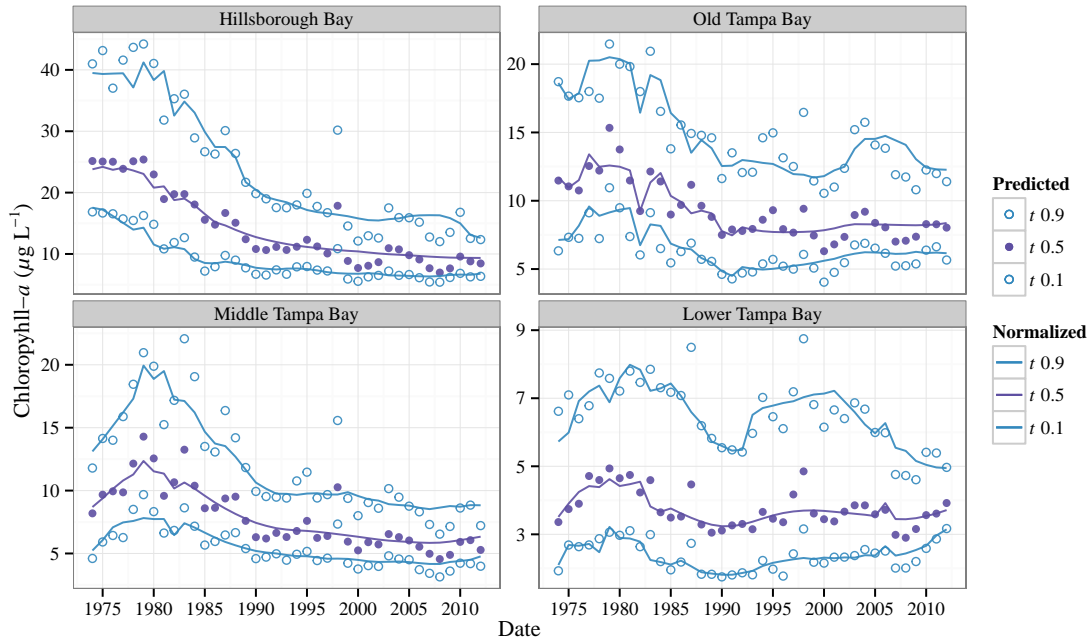 Hillsborough Bay
Old Tampa Bay
40
30
20
10
20
15
10
5
Middle Tampa Bay
Lower Tampa Bay
20
15
10
5
9
7
5
3
1975 1980 1985 1990 1995 2000 2005 2010
1975 1980 1985 1990 1995 2000 2005 2010
Date
Chloropyhll−a (μg L⁻¹)
Predicted
t 0.9
t 0.5
t 0.1
Normalized
t 0.9
t 0.5
t 0.1